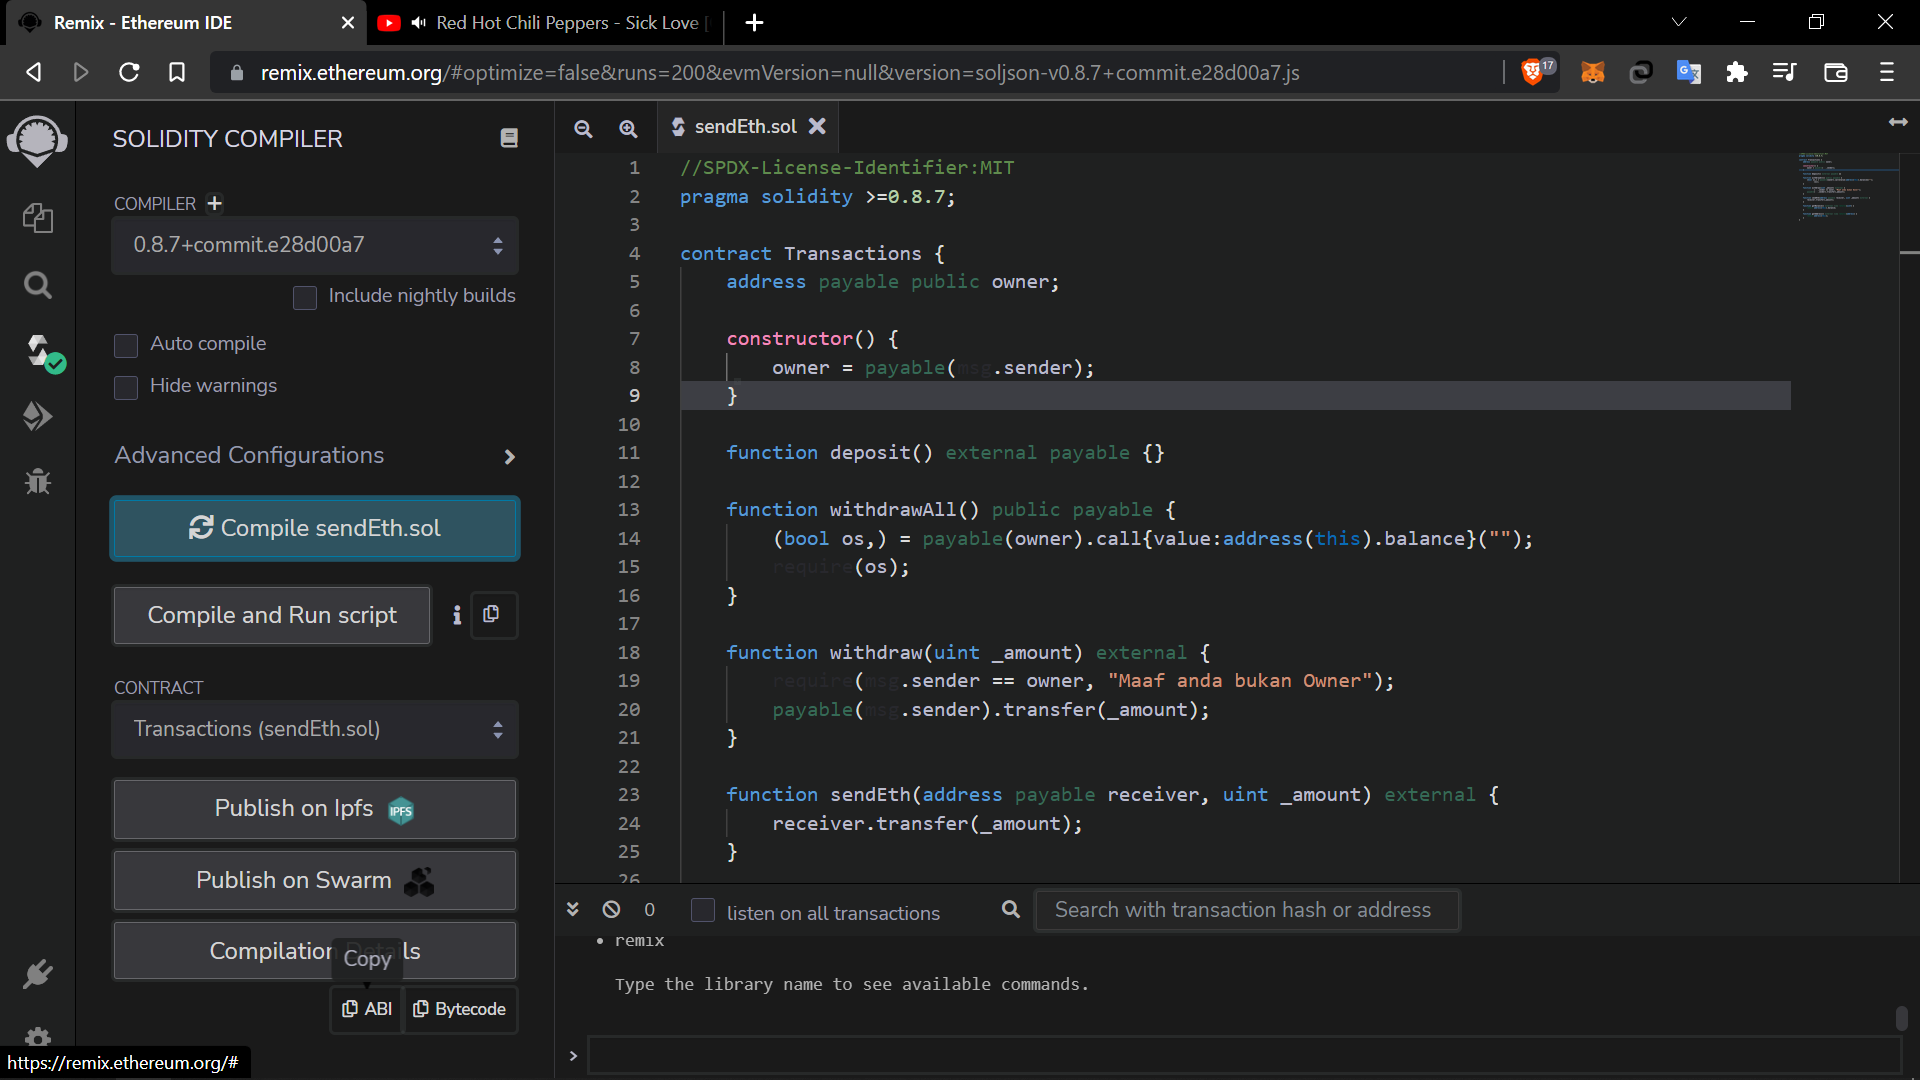 Remix - Ethereum IDE
Red Hot Chili Peppers - Sick Love [
remix.ethereum.org/#optimize=false&runs=200&evmVersion=null&version=soljson-v0.8.7+commit.e28d00a7.js
17
SOLIDITY COMPILER
COMPILER +
0.8.7+commit.e28d00a7
Include nightly builds
Auto compile
Hide warnings
Advanced Configurations
Compile sendEth.sol
Compile and Run script
CONTRACT
Transactions (sendEth.sol)
Publish on Ipfs IPFS
Publish on Swarm
Compilation Details
Copy
ABI Bytecode
https://remix.ethereum.org/#
sendEth.sol
1 //SPDX-License-Identifier:MIT
2 pragma solidity >=0.8.7;
3
4 contract Transactions {
5 address payable public owner;
6
7 constructor() {
8 owner = payable(msg.sender);
9 }
10
11 function deposit() external payable {}
12
13 function withdrawAll() public payable {
14 (bool os,) = payable(owner).call{value:address(this).balance}("");
15 require(os);
16 }
17
18 function withdraw(uint _amount) external {
19 require(msg.sender == owner, "Maaf anda bukan Owner");
20 payable(msg.sender).transfer(_amount);
21 }
22
23 function sendEth(address payable receiver, uint _amount) external {
24 receiver.transfer(_amount);
25 }
26
0 listen on all transactions Search with transaction hash or address
• remix
Type the library name to see available commands.
>